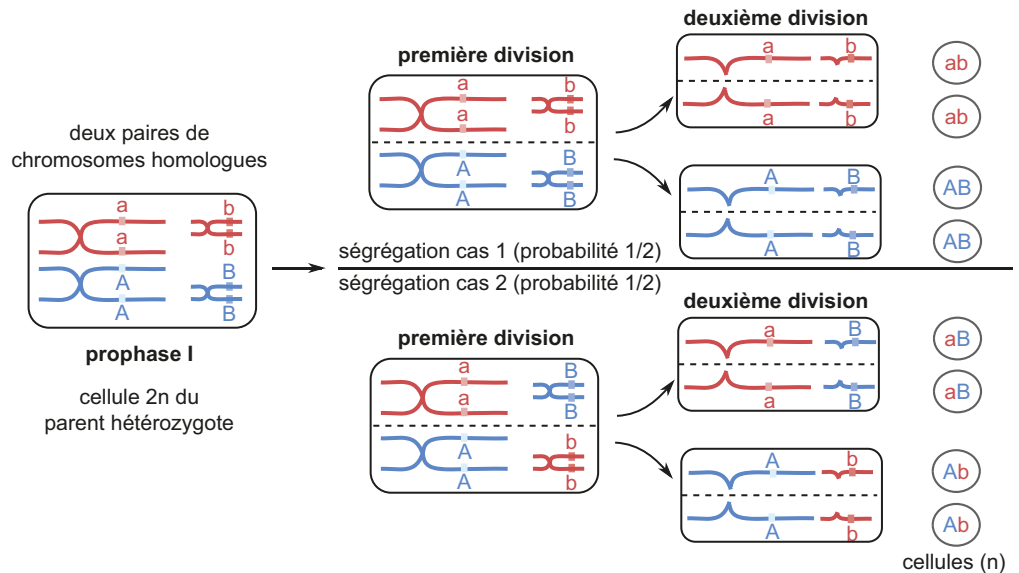 deux paires de
chromosomes homologues
a
b
a
b
A
B
A
B
prophase I
cellule 2n du
parent hétérozygote
première division
a
b
a
b
A
B
A
B
deuxième division
a
b
a
b
A
B
A
B
ab
ab
AB
AB
ségrégation cas 1 (probabilité 1/2)
ségrégation cas 2 (probabilité 1/2)
première division
a
B
a
B
A
b
A
b
deuxième division
a
B
a
B
A
b
A
b
aB
aB
Ab
Ab
cellules (n)